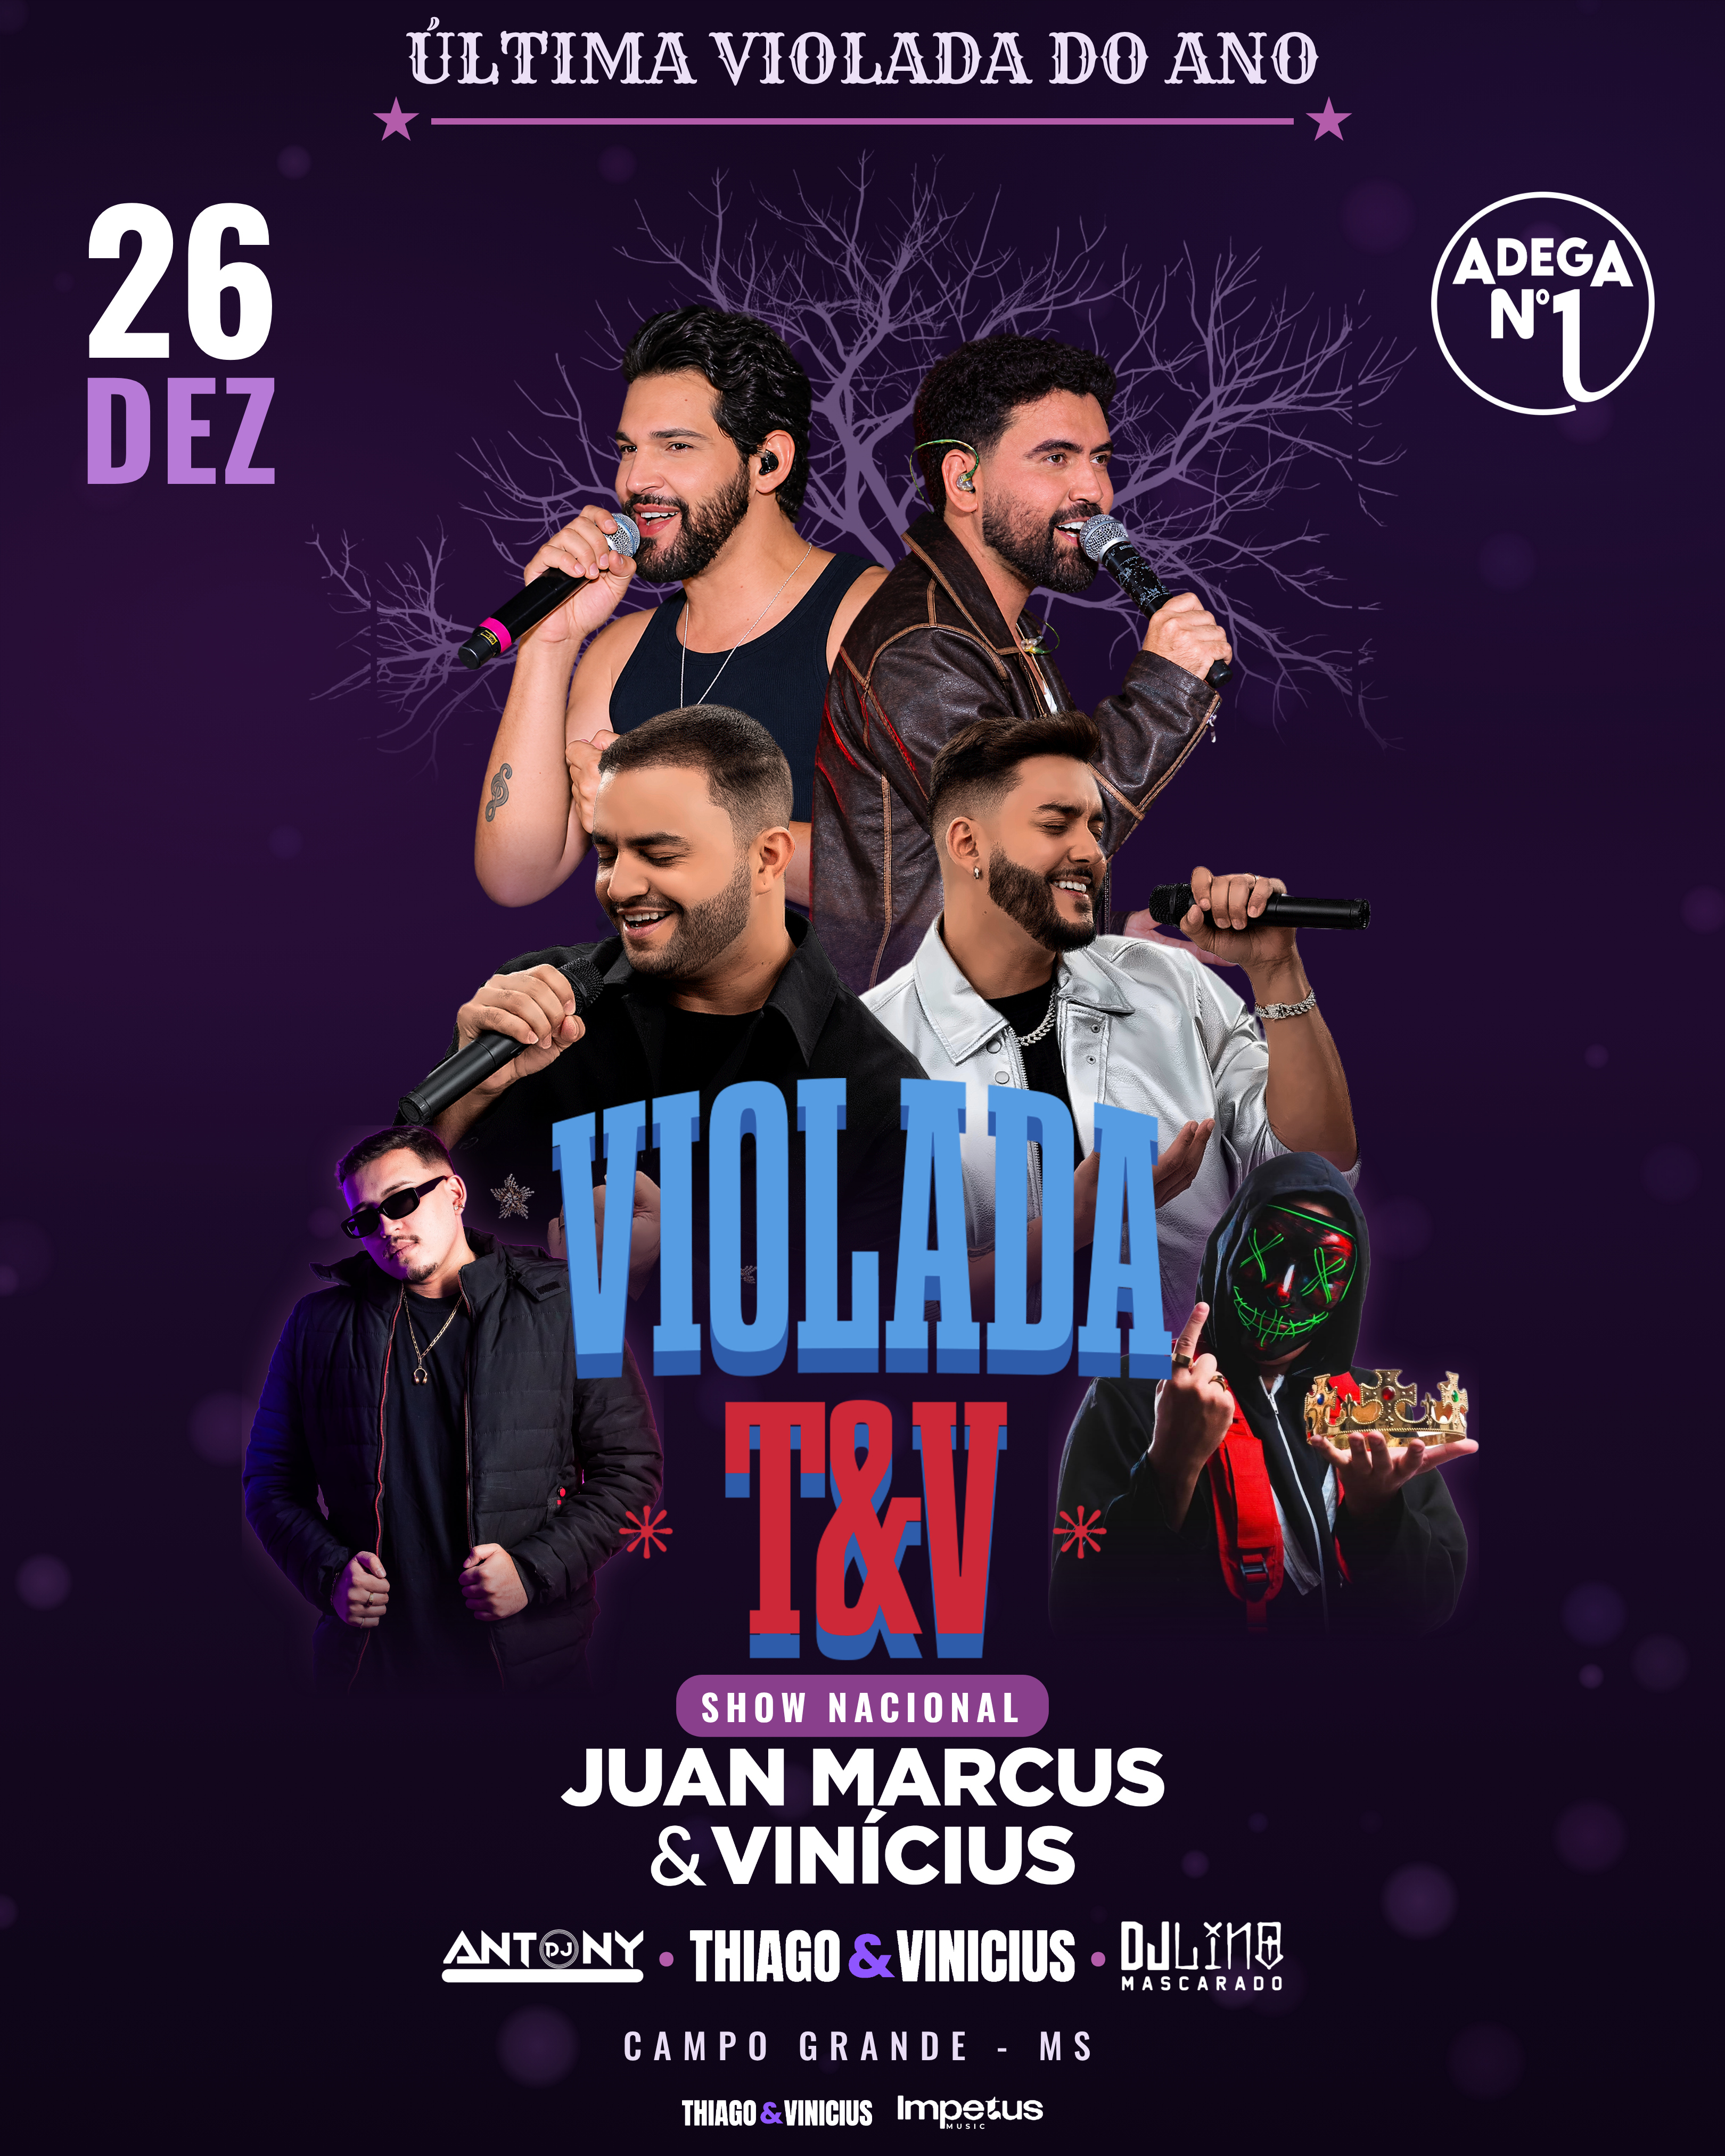 ÚLTIMA VIOLADA DO ANO
26
DEZ
ADEGA
Nº1
VIOLADA
T&V
SHOW NACIONAL
JUAN MARCUS
& VINÍCIUS
ANTONY DJ • THIAGO & VINICIUS • DJ LINO
MASCARADO
CAMPO GRANDE - MS
THIAGO & VINICIUS Impetus
MUSIC